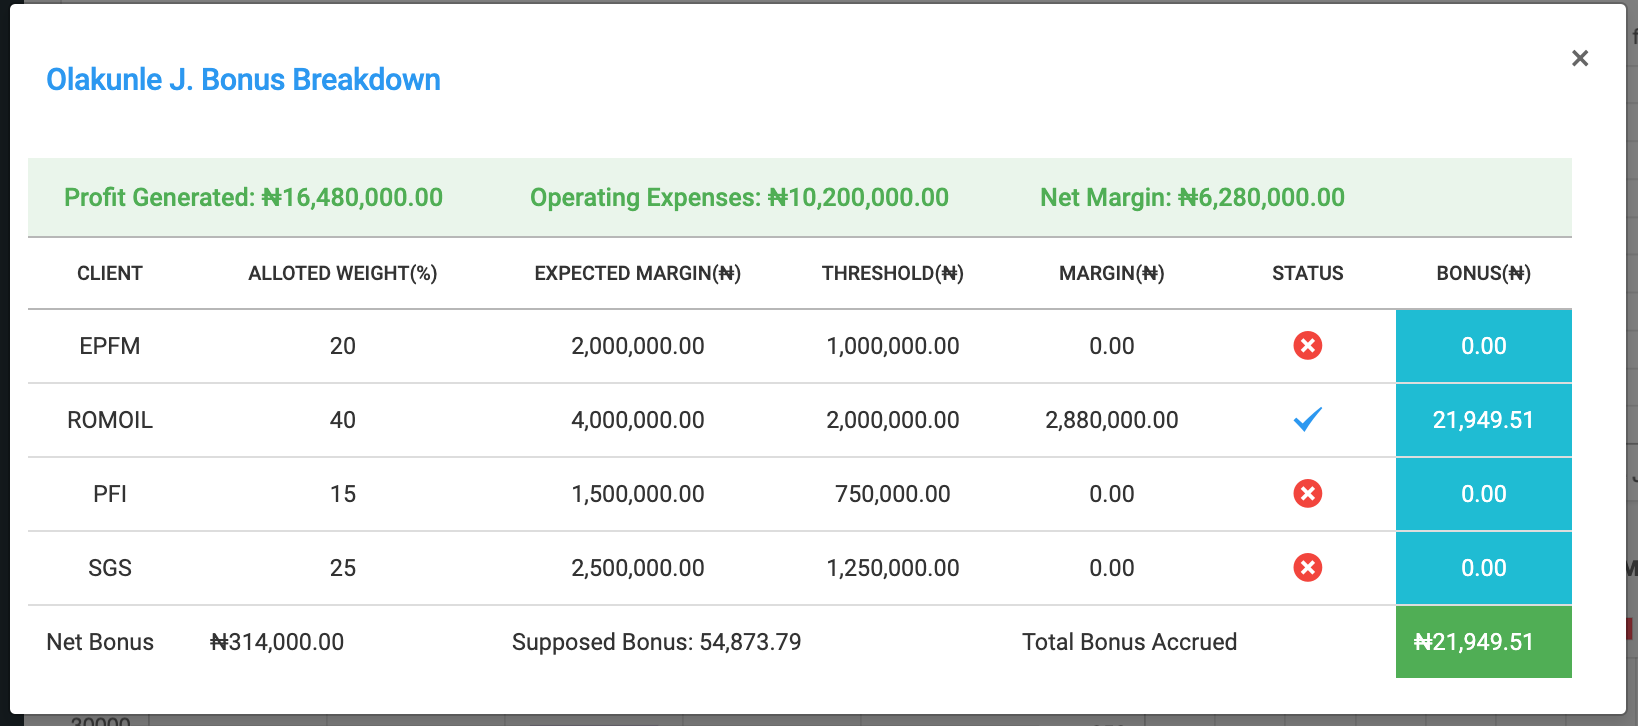 ×
Olakunle J. Bonus Breakdown
Profit Generated: ₦16,480,000.00 Operating Expenses: ₦10,200,000.00 Net Margin: ₦6,280,000.00
CLIENT ALLOTED WEIGHT(%) EXPECTED MARGIN(₦) THRESHOLD(₦) MARGIN(₦) STATUS BONUS(₦)
EPFM 20 2,000,000.00 1,000,000.00 0.00 0.00
ROMOIL 40 4,000,000.00 2,000,000.00 2,880,000.00 21,949.51
PFI 15 1,500,000.00 750,000.00 0.00 0.00
SGS 25 2,500,000.00 1,250,000.00 0.00 0.00
Net Bonus ₦314,000.00 Supposed Bonus: 54,873.79 Total Bonus Accrued ₦21,949.51
30000